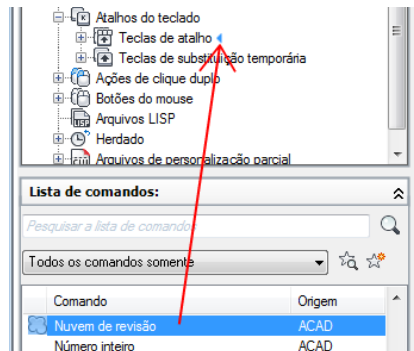 Atalhos do teclado
Teclas de atalho
Teclas de substituição temporária
Ações de clique duplo
Botões do mouse
Arquivos LISP
Herdado
Arquivos de personalização parcial
Lista de comandos:
Pesquisar a lista de comandos
Todos os comandos somente
Comando Origem
Nuvem de revisão ACAD
Número inteiro ACAD